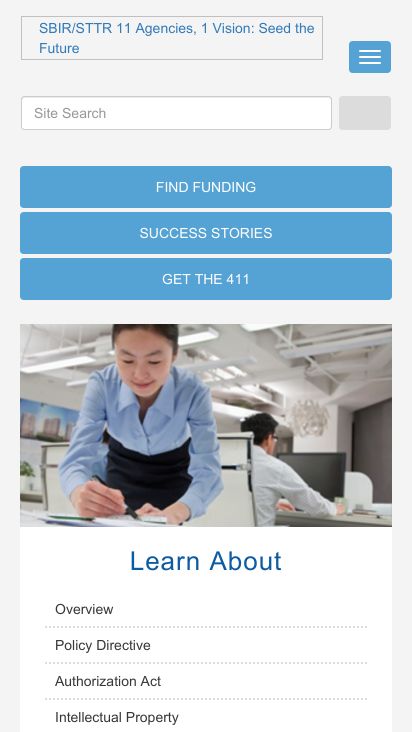 SBIR/STTR 11 Agencies, 1 Vision: Seed the
Future
Site Search
FIND FUNDING
SUCCESS STORIES
GET THE 411
Learn About
Overview
Policy Directive
Authorization Act
Intellectual Property